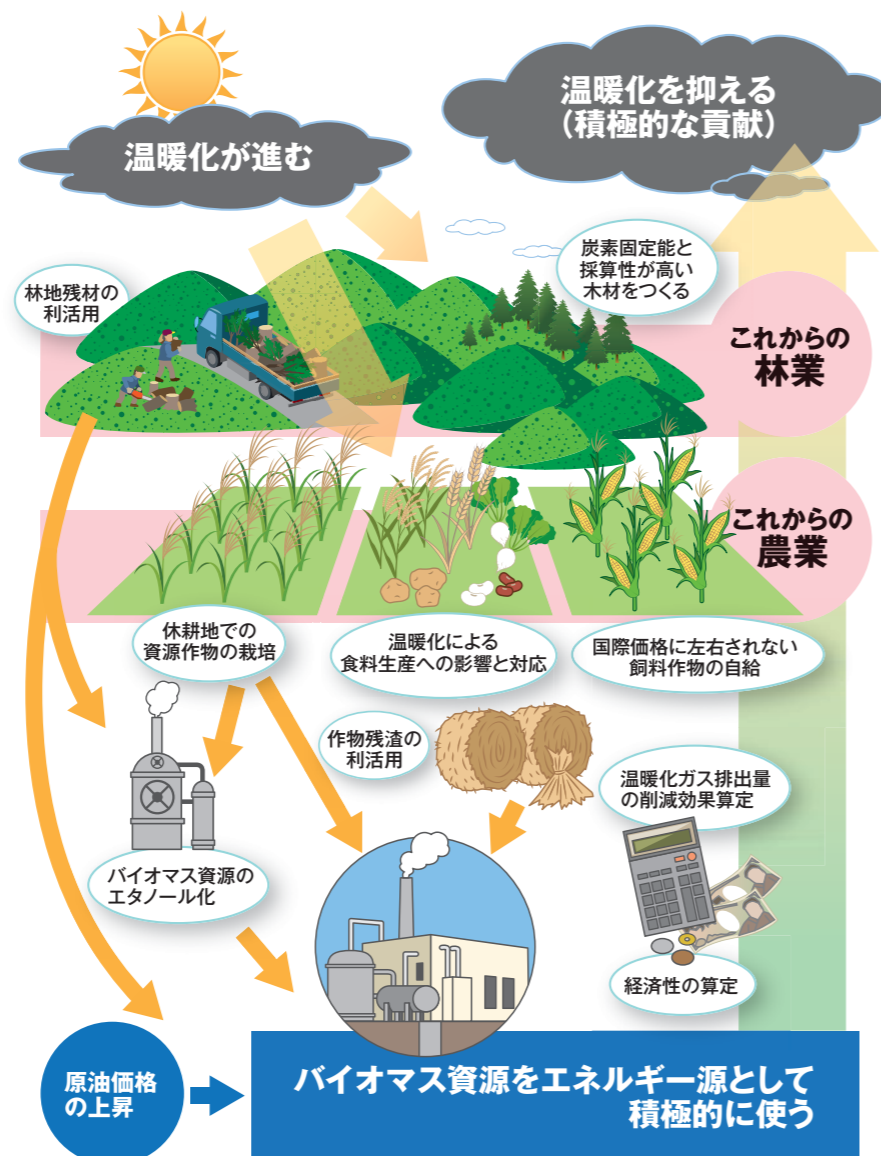 温暖化が進む
温暖化を抑える
(積極的な貢献)
林地残材の
利活用
炭素固定能と
採算性が高い
木材をつくる
これからの
林業
これからの
農業
休耕地での
資源作物の栽培
温暖化による
食料生産への影響と対応
国際価格に左右されない
飼料作物の自給
作物残渣の
利活用
温暖化ガス排出量
の削減効果算定
バイオマス資源の
エタノール化
経済性の算定
原油価格
の上昇
バイオマス資源をエネルギー源として
積極的に使う